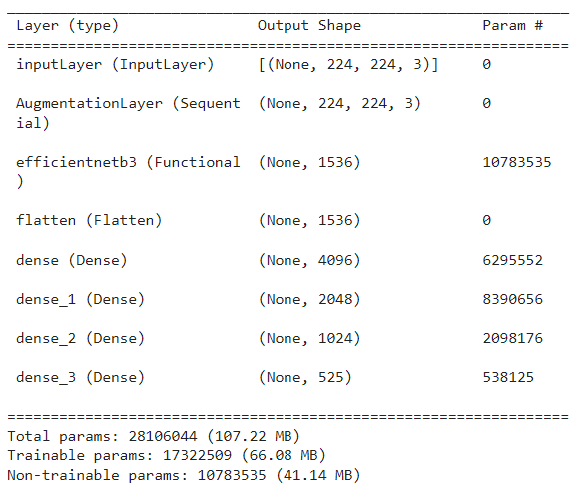 Layer (type) Output Shape Param #
inputLayer (InputLayer) [(None, 224, 224, 3)] 0
AugmentationLayer (Sequent (None, 224, 224, 3) 0
ial)
efficientnetb3 (Functional (None, 1536) 10783535
)
flatten (Flatten) (None, 1536) 0
dense (Dense) (None, 4096) 6295552
dense_1 (Dense) (None, 2048) 8390656
dense_2 (Dense) (None, 1024) 2098176
dense_3 (Dense) (None, 525) 538125
Total params: 28106044 (107.22 MB)
Trainable params: 17322509 (66.08 MB)
Non-trainable params: 10783535 (41.14 MB)